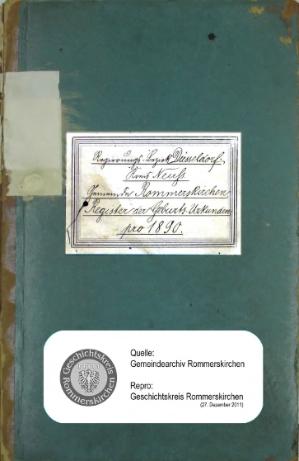 Regierungs-Bezirk Düsseldorf.
Kreis Neuß
Gemeinde Rommerskirchen
Register der Geburts-Urkunden
pro 1890.
Geschichtskreis
Rommerskirchen
Quelle:
Gemeindearchiv Rommerskirchen
Repro:
Geschichtskreis Rommerskirchen
(27. Dezember 2011)